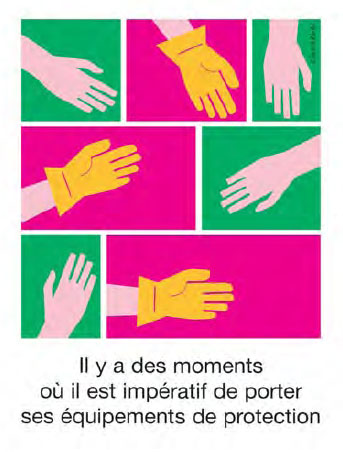 Il y a des moments
où il est impératif de porter
ses équipements de protection